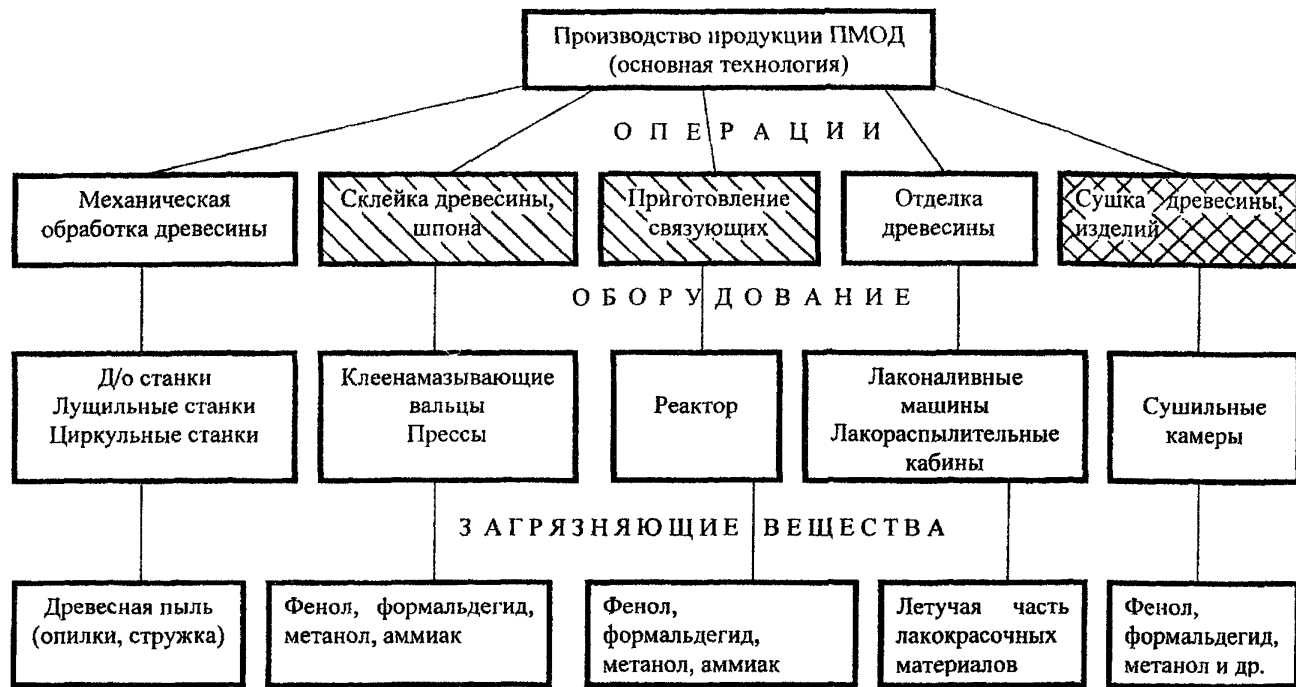 Производство продукции ПМОД
(основная технология)
О П Е Р А Ц И И
Механическая
обработка древесины
Склейка древесины,
шпона
Приготовление
связующих
Отделка
древесины
Сушка древесины,
изделий
О Б О Р У Д О В А Н И Е
Д/о станки
Лущильные станки
Циркульные станки
Клеенамазывающие
вальцы
Прессы
Реактор
Лаконаливные
машины
Лакораспылительные
кабины
Сушильные
камеры
З А Г Р Я З Н Я Ю Щ И Е В Е Щ Е С Т В А
Древесная пыль
(опилки, стружка)
Фенол, формальдегид,
метанол, аммиак
Фенол,
формальдегид,
метанол, аммиак
Летучая часть
лакокрасочных
материалов
Фенол,
формальдегид,
метанол и др.